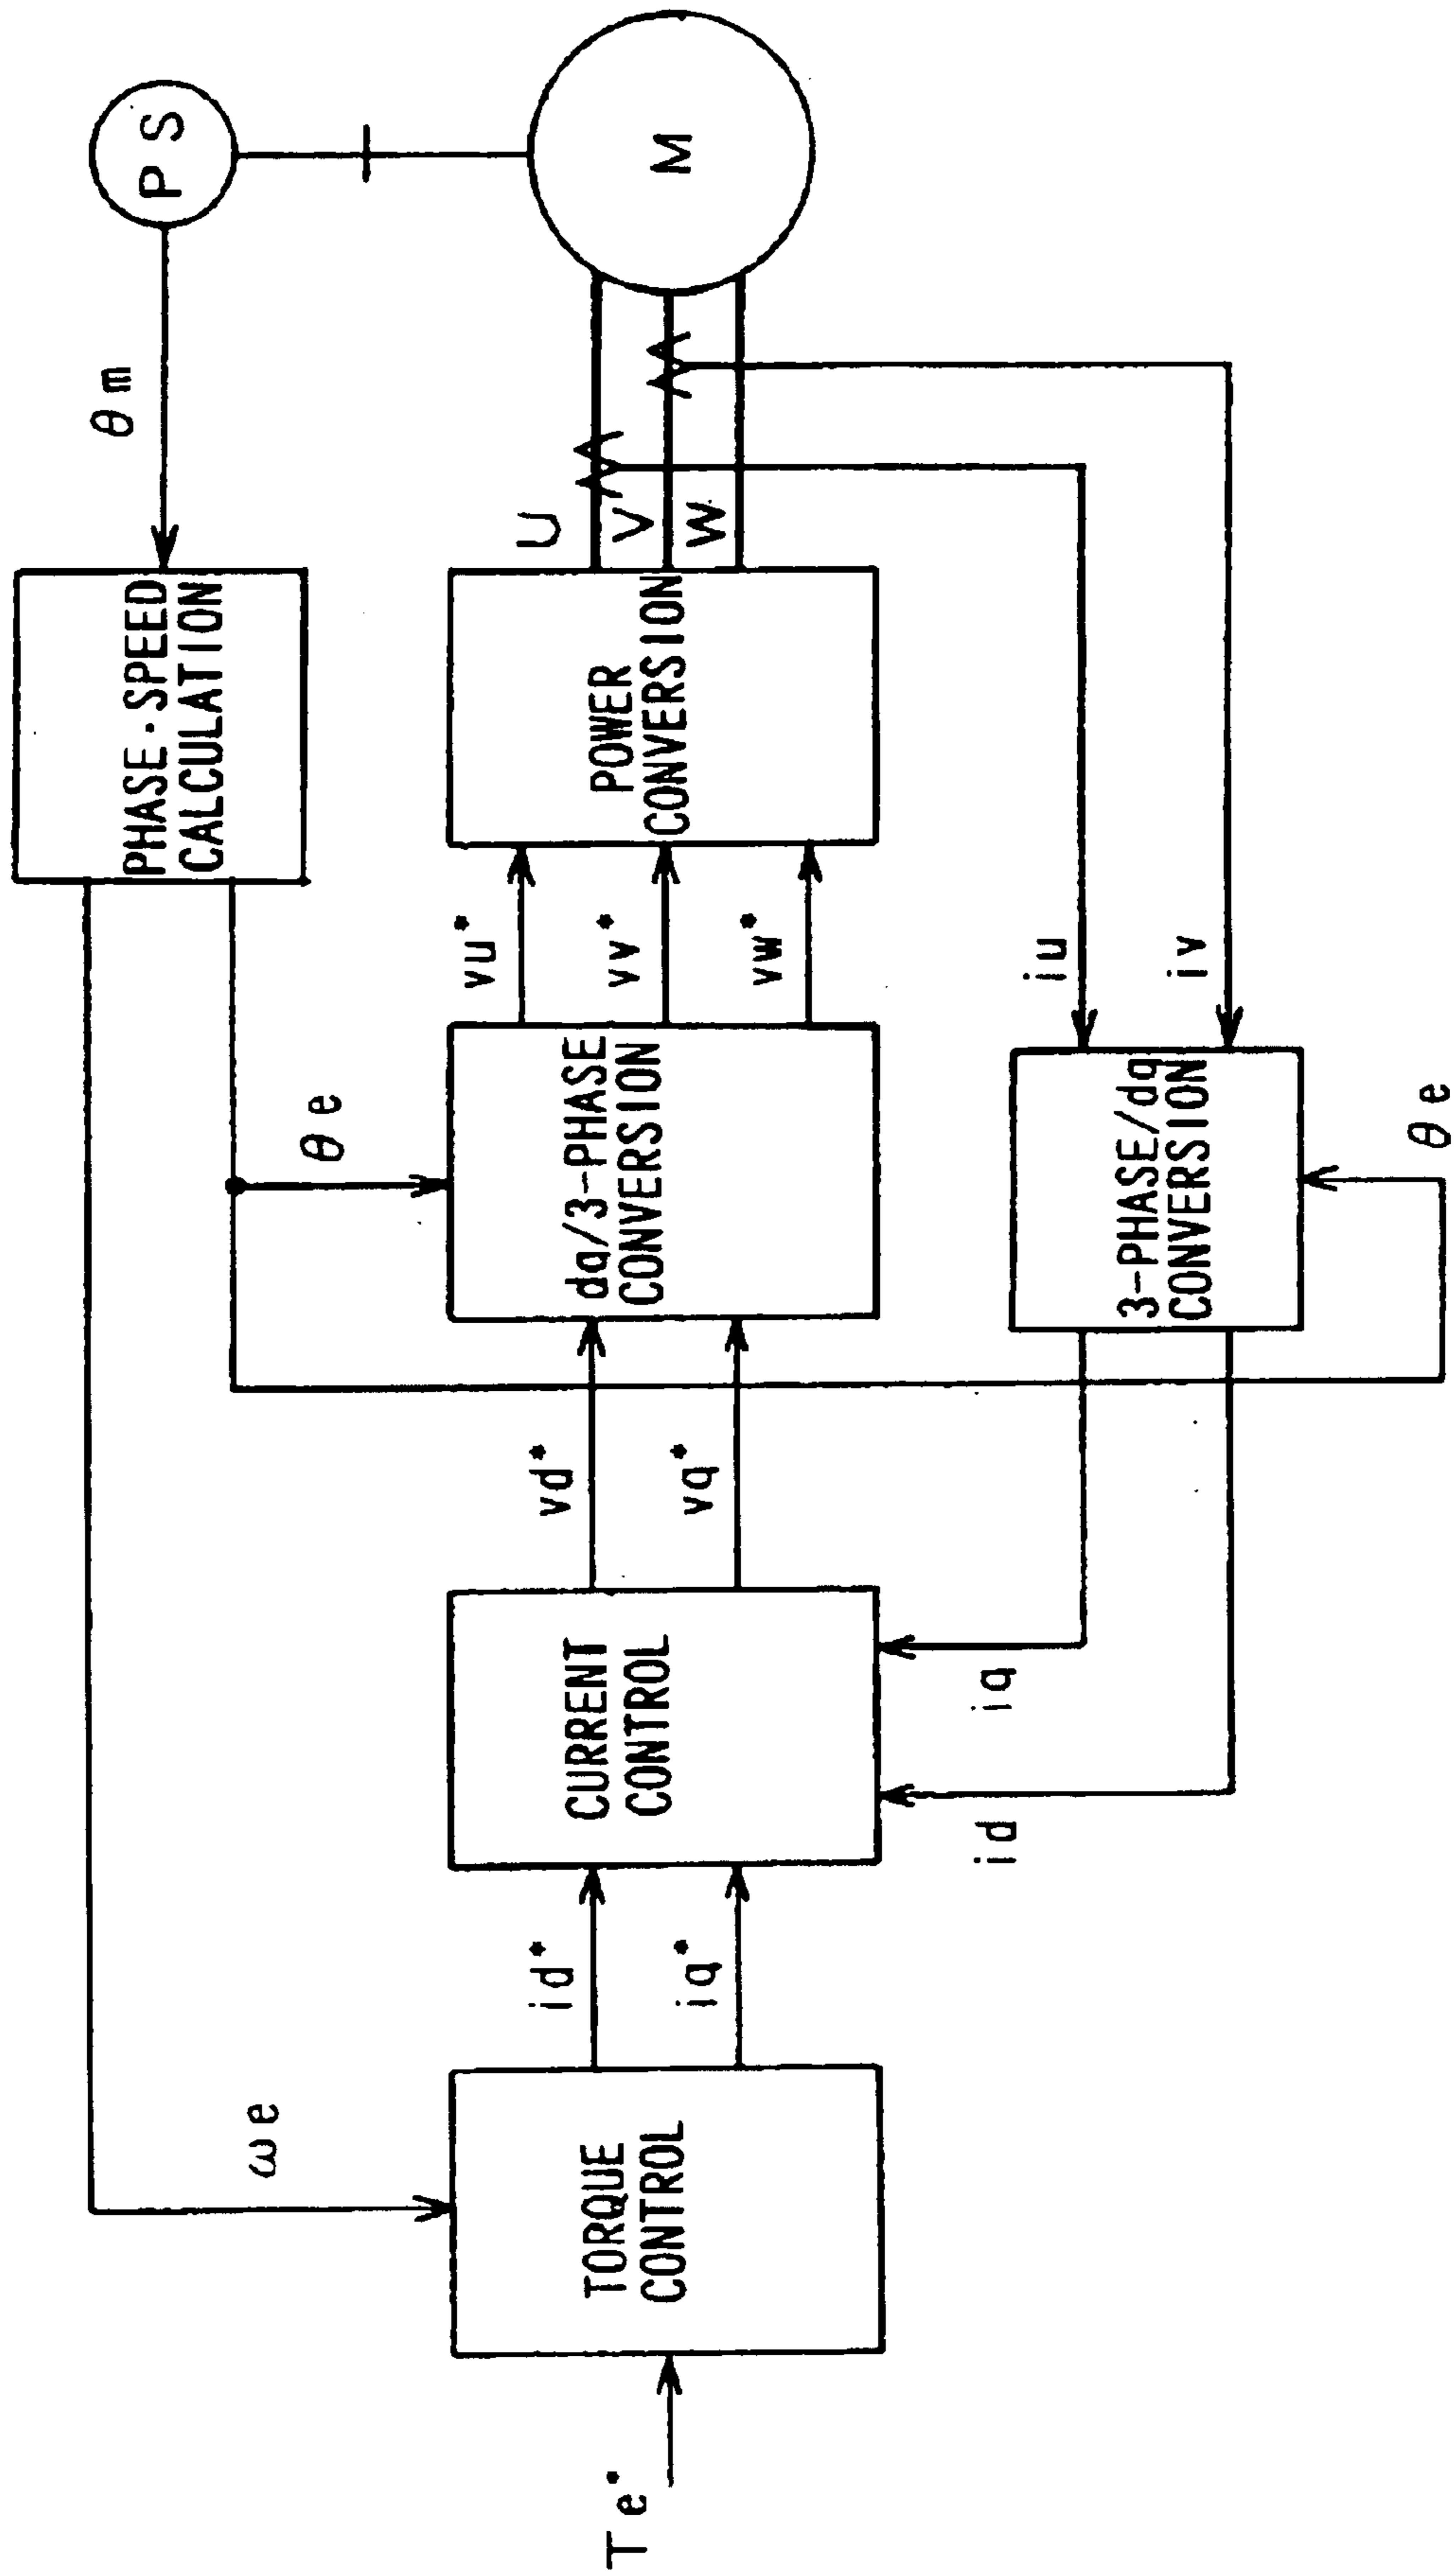 PS
θm
PHASE·SPEED
CALCULATION
ωe
θe
M
U
V
W
POWER
CONVERSION
vu*
vv*
vw*
dq/3-PHASE
CONVERSION
vd*
vq*
CURRENT
CONTROL
id*
iq*
TORQUE
CONTROL
Te*
iu
iv
3-PHASE/dq
CONVERSION
θe
iq
id